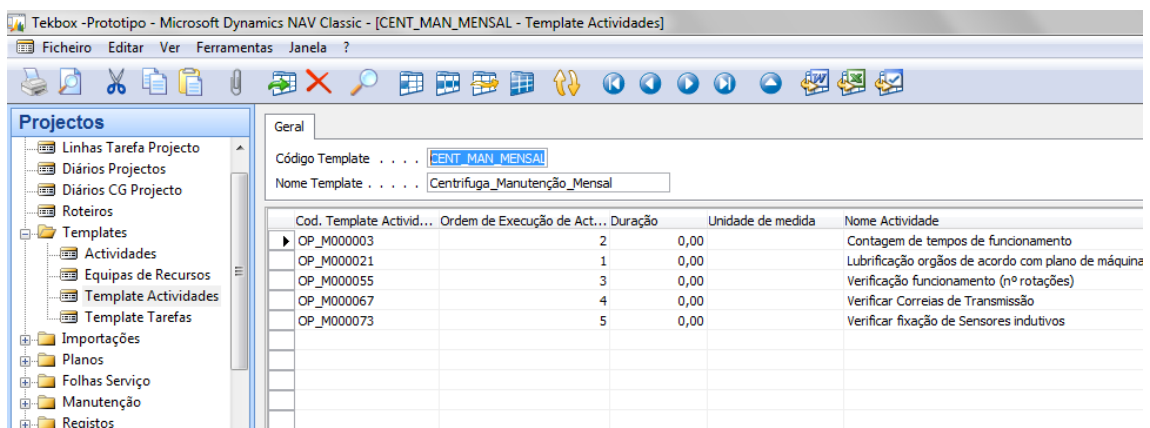 Tekbox -Prototipo - Microsoft Dynamics NAV Classic - [CENT_MAN_MENSAL - Template Actividades]
Ficheiro Editar Ver Ferramentas Janela ?
Projectos
Linhas Tarefa Projecto
Diários Projectos
Diários CG Projecto
Roteiros
Templates
Actividades
Equipas de Recursos
Template Actividades
Template Tarefas
Importações
Planos
Folhas Serviço
Manutenção
Registos
Geral
Código Template . . . . CENT_MAN_MENSAL
Nome Template . . . . . Centrifuga_Manutenção_Mensal
Cod. Template Activid... Ordem de Execução de Act... Duração Unidade de medida Nome Actividade
OP_M000003 2 0,00 Contagem de tempos de funcionamento
OP_M000021 1 0,00 Lubrificação orgãos de acordo com plano de máquina
OP_M000055 3 0,00 Verificação funcionamento (nº rotações)
OP_M000067 4 0,00 Verificar Correias de Transmissão
OP_M000073 5 0,00 Verificar fixação de Sensores indutivos